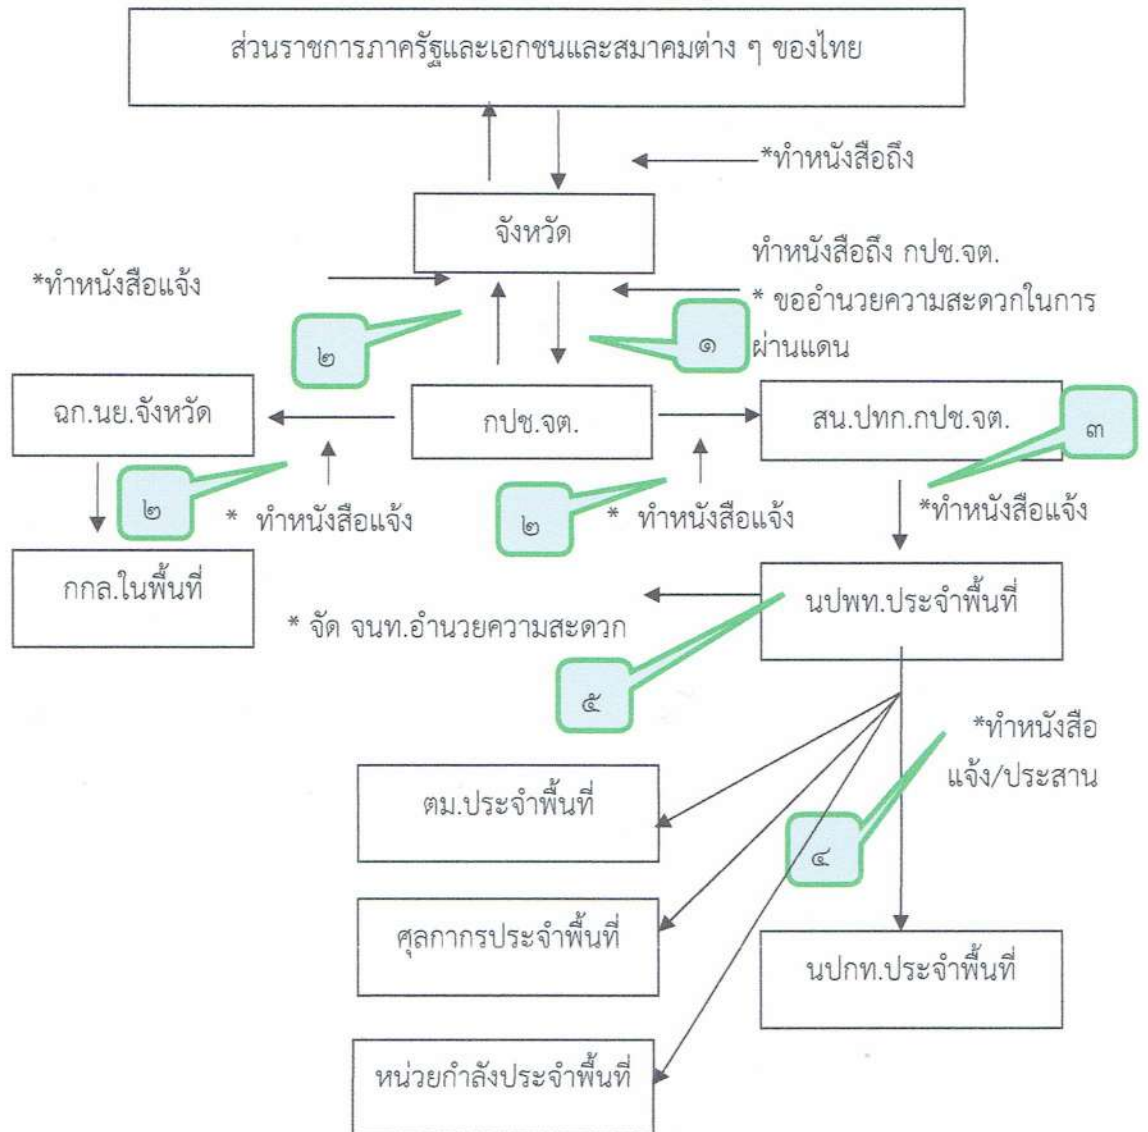 ส่วนราชการภาครัฐและเอกชนและสมาคมต่าง ๆ ของไทย
*ทำหนังสือถึง
จังหวัด
ทำหนังสือถึง กปช.จต.
* ขออำนวยความสะดวกในการ
ผ่านแดน
*ทำหนังสือแจ้ง
๒
๑
ฉก.นย.จังหวัด
กปช.จต.
สน.ปทก.กปช.จต.
๓
๒
* ทำหนังสือแจ้ง
๒
* ทำหนังสือแจ้ง
*ทำหนังสือแจ้ง
กกล.ในพื้นที่
นปพท.ประจำพื้นที่
* จัด จนท.อำนวยความสะดวก
๕
*ทำหนังสือ
แจ้ง/ประสาน
ตม.ประจำพื้นที่
๔
ศุลกากรประจำพื้นที่
นปกท.ประจำพื้นที่
หน่วยกำลังประจำพื้นที่